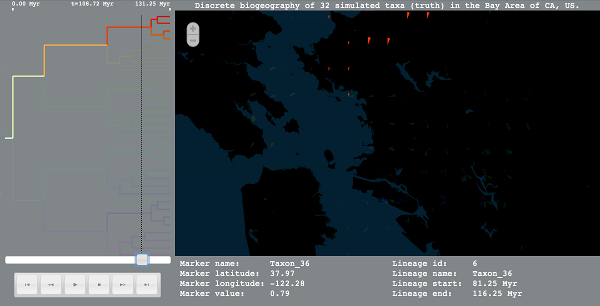 0.00 Myr t=108.72 Myr 131.25 Myr
Discrete biogeography of 32 simulated taxa (truth) in the Bay Area of CA, US.
+
−
Marker name: Taxon_36 Lineage id: 6
Marker latitude: 37.97 Lineage name: Taxon_36
Marker longitude: -122.28 Lineage start: 81.25 Myr
Marker value: 0.79 Lineage end: 116.25 Myr